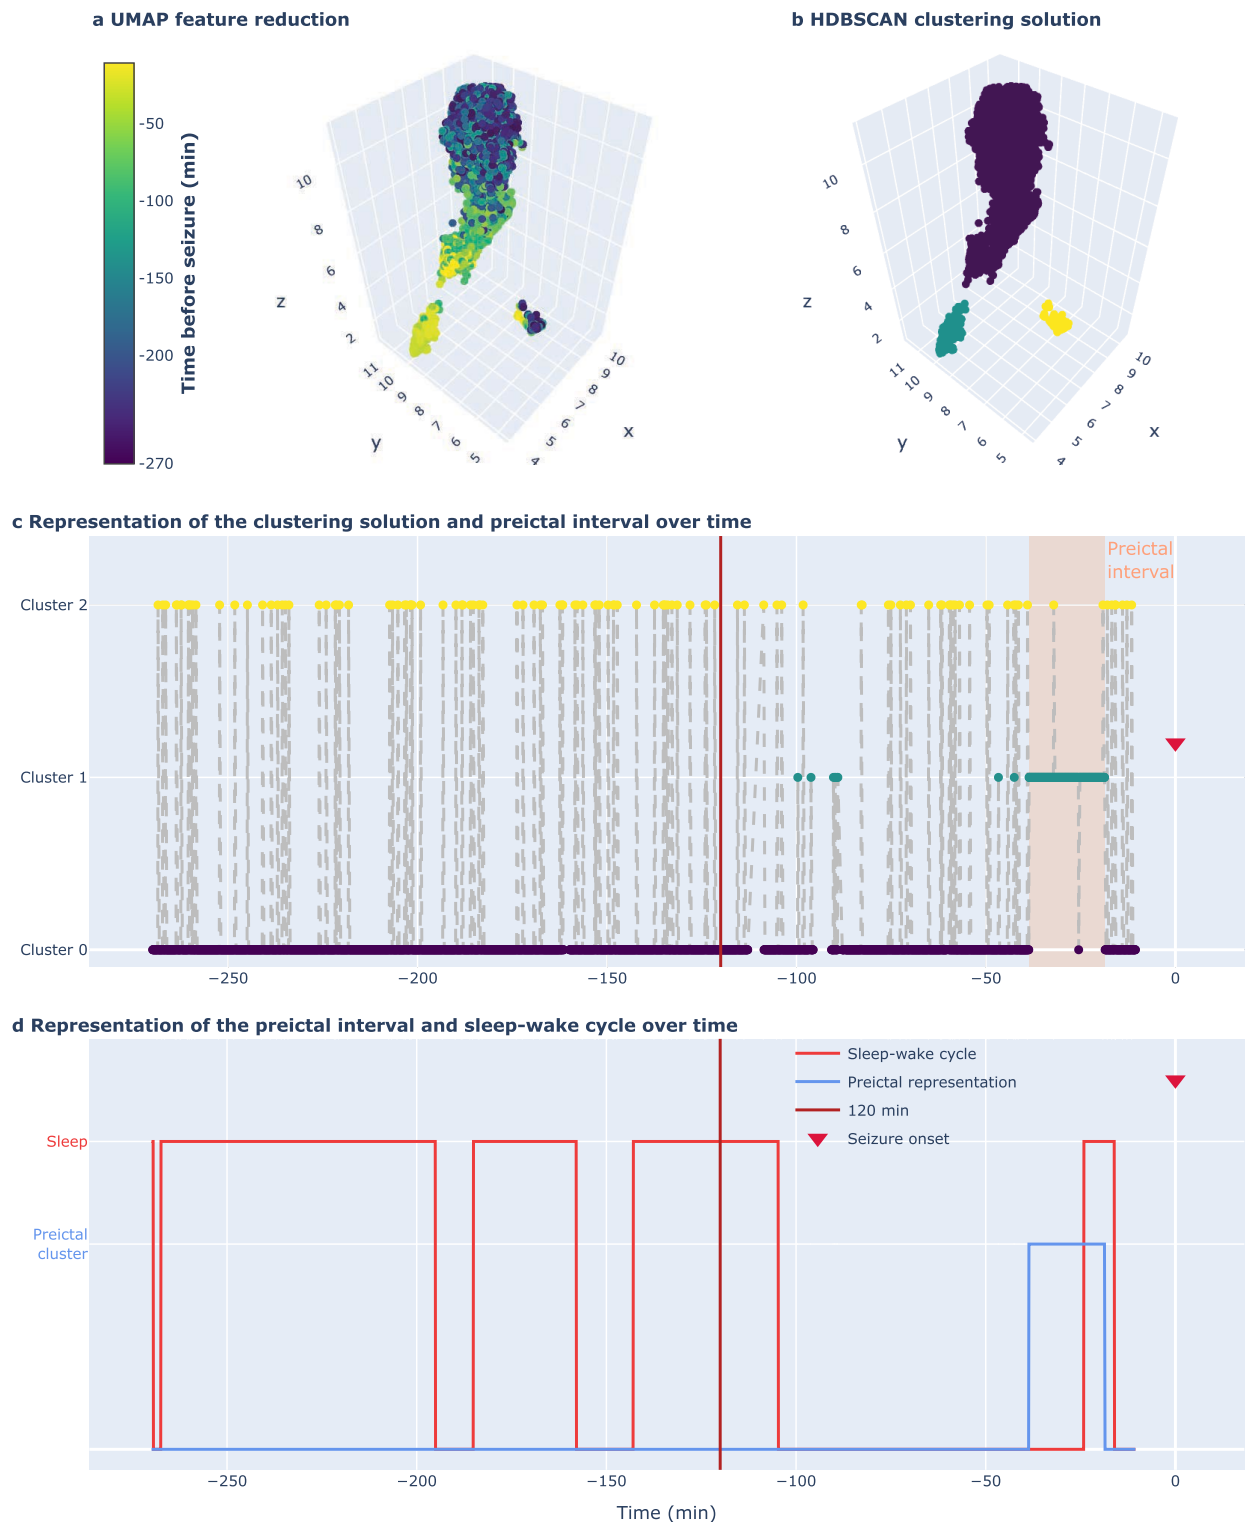 a UMAP feature reduction
b HDBSCAN clustering solution
-50
-100
-150
-200
-270
Time before seizure (min)
10
8
6
4
2
z
11
10
9
8
7
6
5
y
10
9
8
7
6
5
4
x
10
8
6
4
2
z
11
10
9
8
7
6
5
y
10
9
8
7
6
5
4
x
c Representation of the clustering solution and preictal interval over time
Preictal
interval
Cluster 2
Cluster 1
Cluster 0
−250
−200
−150
−100
−50
0
d Representation of the preictal interval and sleep-wake cycle over time
Sleep-wake cycle
Preictal representation
120 min
Seizure onset
Sleep
Preictal
cluster
−250
−200
−150
−100
−50
0
Time (min)